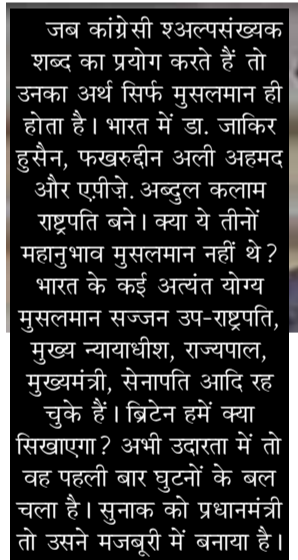 जब कांग्रेसी श्अल्पसंख्यक
शब्द का प्रयोग करते हैं तो
उनका अर्थ सिर्फ मुसलमान ही
होता है। भारत में डा. जाकिर
हुसैन, फखरुद्दीन अली अहमद
और एपीजे. अब्दुल कलाम
राष्ट्रपति बने। क्या ये तीनों
महानुभाव मुसलमान नहीं थे?
भारत के कई अत्यंत योग्य
मुसलमान सज्जन उप-राष्ट्रपति,
मुख्य न्यायाधीश, राज्यपाल,
मुख्यमंत्री, सेनापति आदि रह
चुके हैं। ब्रिटेन हमें क्या
सिखाएगा? अभी उदारता में तो
वह पहली बार घुटनों के बल
चला है। सुनाक को प्रधानमंत्री
तो उसने मजबूरी में बनाया है।